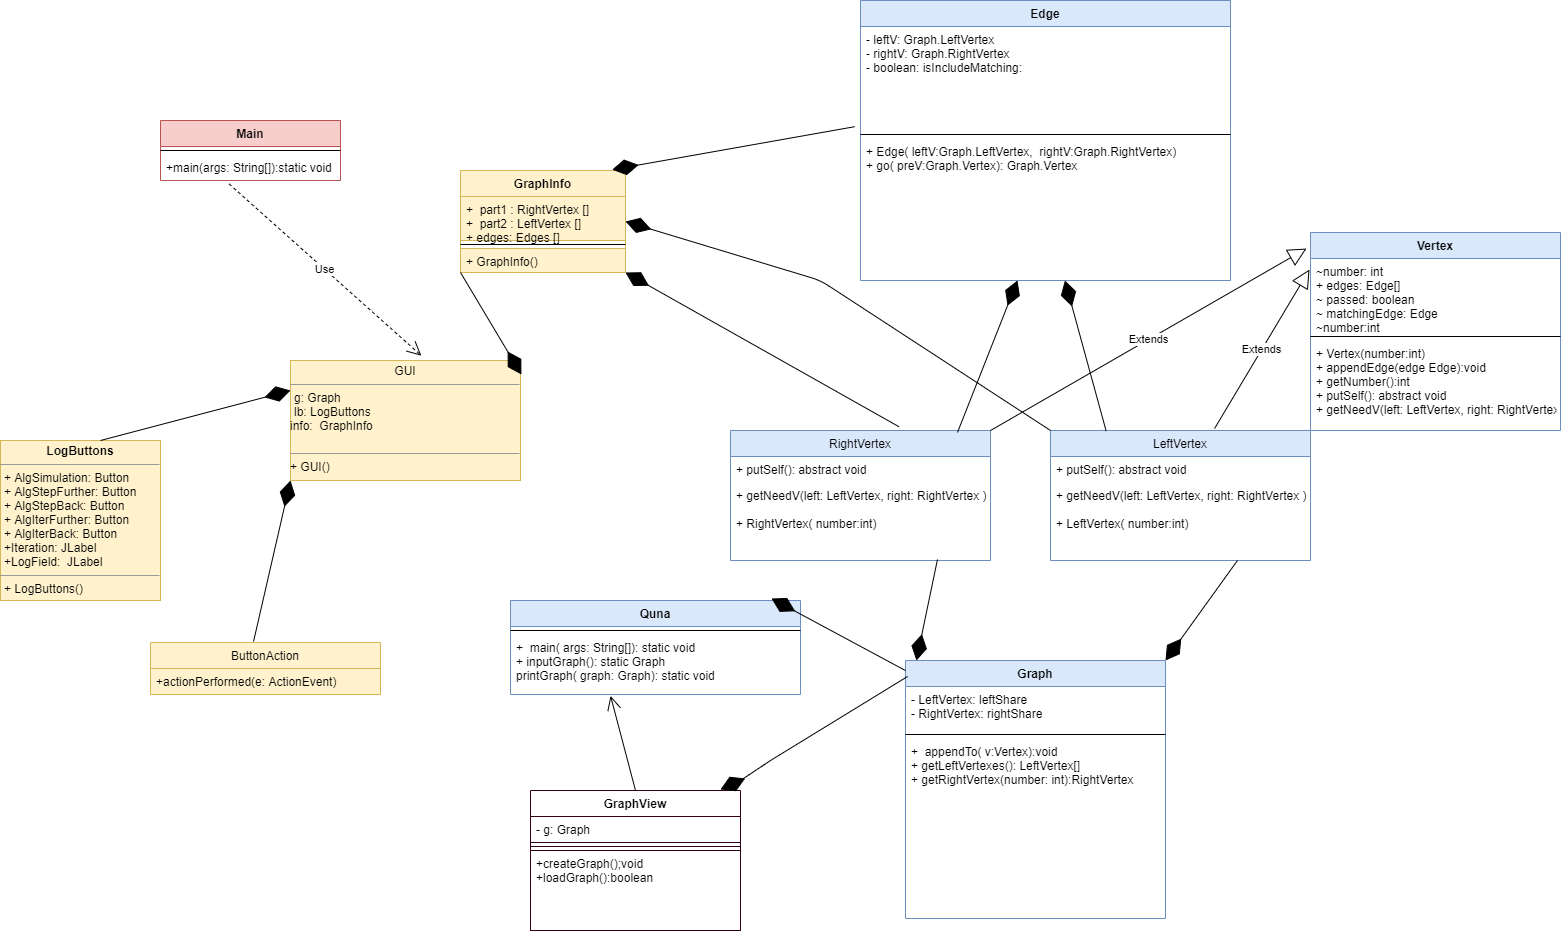 Edge
- leftV: Graph.LeftVertex
- rightV: Graph.RightVertex
- boolean: isIncludeMatching:
+ Edge( leftV:Graph.LeftVertex,  rightV:Graph.RightVertex)
+ go( preV:Graph.Vertex): Graph.Vertex
Main
+main(args: String[]):static void
Use
GraphInfo
+  part1 : RightVertex []
+  part2 : LeftVertex []
+ edges: Edges []
+ GraphInfo()
Vertex
~number: int
+ edges: Edge[]
~ passed: boolean
~ matchingEdge: Edge
~number:int
+ Vertex(number:int)
+ appendEdge(edge Edge):void
+ getNumber():int
+ putSelf(): abstract void
+ getNeedV(left: LeftVertex, right: RightVertex
Extends
Extends
GUI
g: Graph
lb: LogButtons
info:  GraphInfo
+ GUI()
LogButtons
+ AlgSimulation: Button
+ AlgStepFurther: Button
+ AlgStepBack: Button
+ AlgIterFurther: Button
+ AlgIterBack: Button
+Iteration: JLabel
+LogField:  JLabel
+ LogButtons()
RightVertex
+ putSelf(): abstract void
+ getNeedV(left: LeftVertex, right: RightVertex )
+ RightVertex( number:int)
LeftVertex
+ putSelf(): abstract void
+ getNeedV(left: LeftVertex, right: RightVertex )
+ LeftVertex( number:int)
ButtonAction
+actionPerformed(e: ActionEvent)
Quna
+  main( args: String[]): static void
+ inputGraph(): static Graph
printGraph( graph: Graph): static void
Graph
- LeftVertex: leftShare
- RightVertex: rightShare
+  appendTo( v:Vertex):void
+ getLeftVertexes(): LeftVertex[]
+ getRightVertex(number: int):RightVertex
GraphView
- g: Graph
+createGraph();void
+loadGraph():boolean